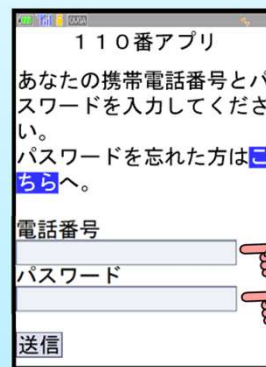 110番アプリ
あなたの携帯電話番号とパ
スワードを入力してくださ
い。
パスワードを忘れた方はこ
ちらへ。
電話番号
パスワード
送信